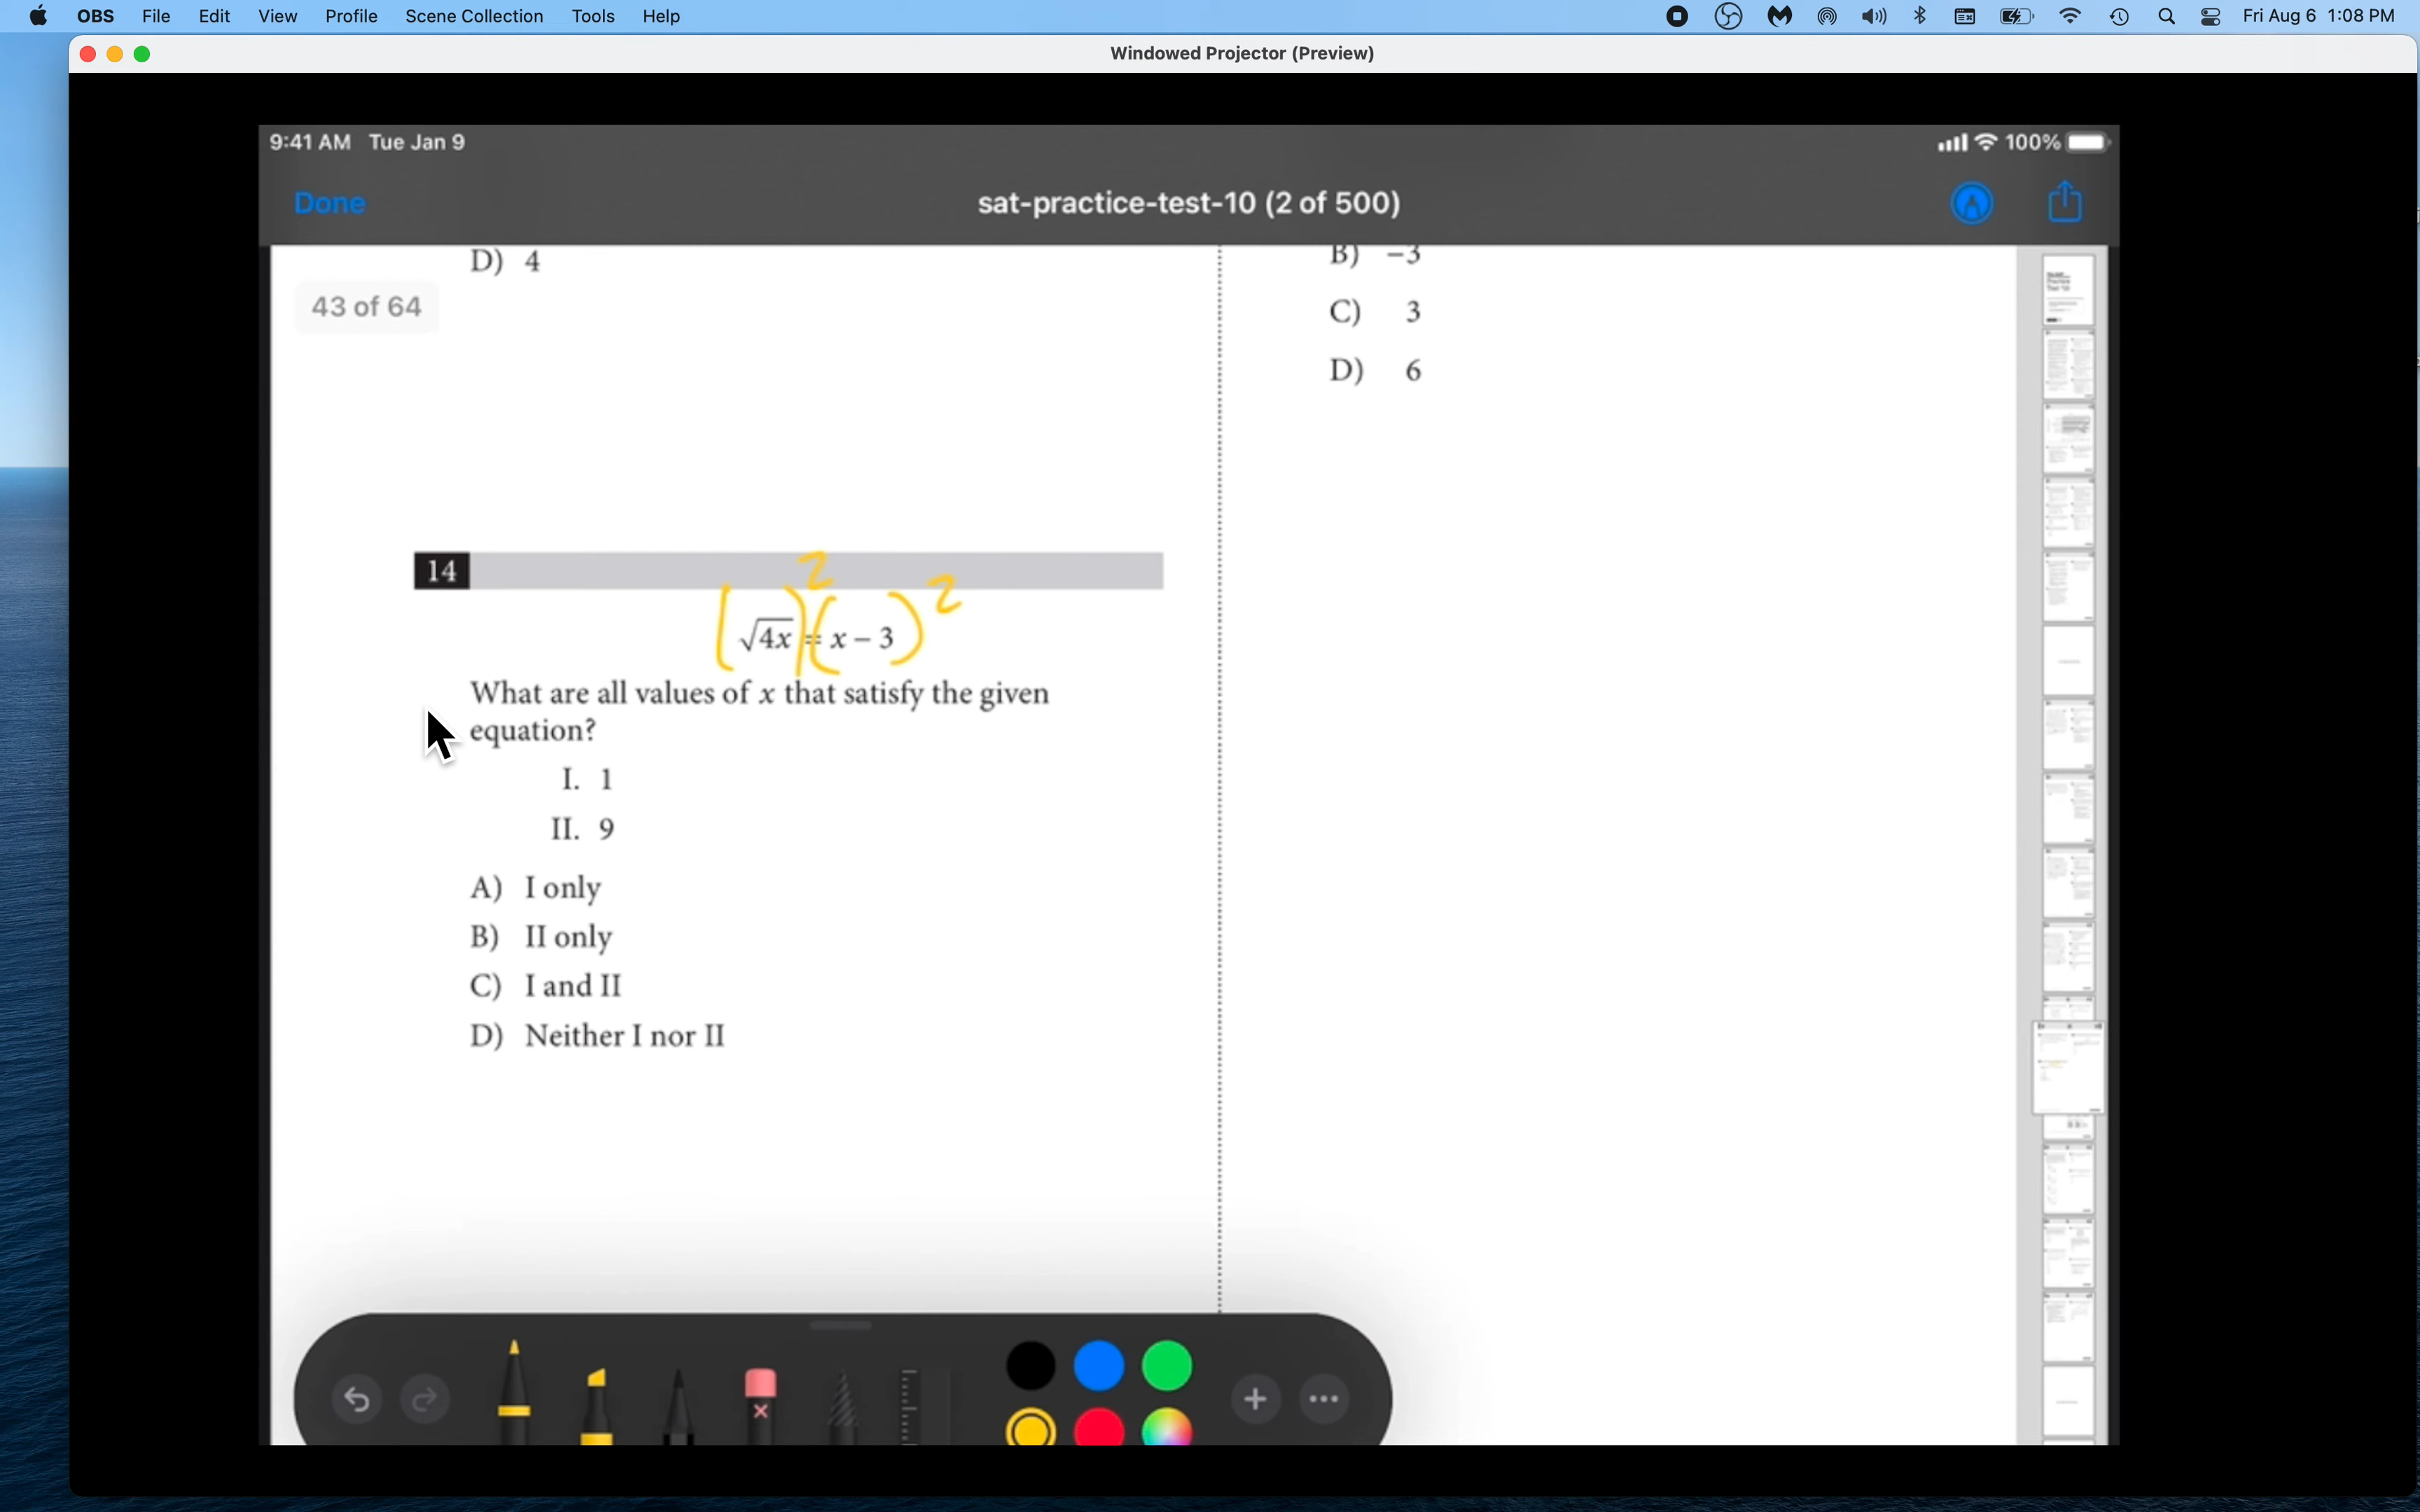 OBS File Edit View Profile Scene Collection Tools Help Fri Aug 6 1:08 PM
Windowed Projector (Preview)
9:41 AM Tue Jan 9 100%
Done sat-practice-test-10 (2 of 500)
D) 4
43 of 64
14
(√4x)²=(x − 3)²
What are all values of x that satisfy the given
equation?
I. 1
II. 9
A) I only
B) II only
C) I and II
D) Neither I nor II
B) −3
C) 3
D) 6